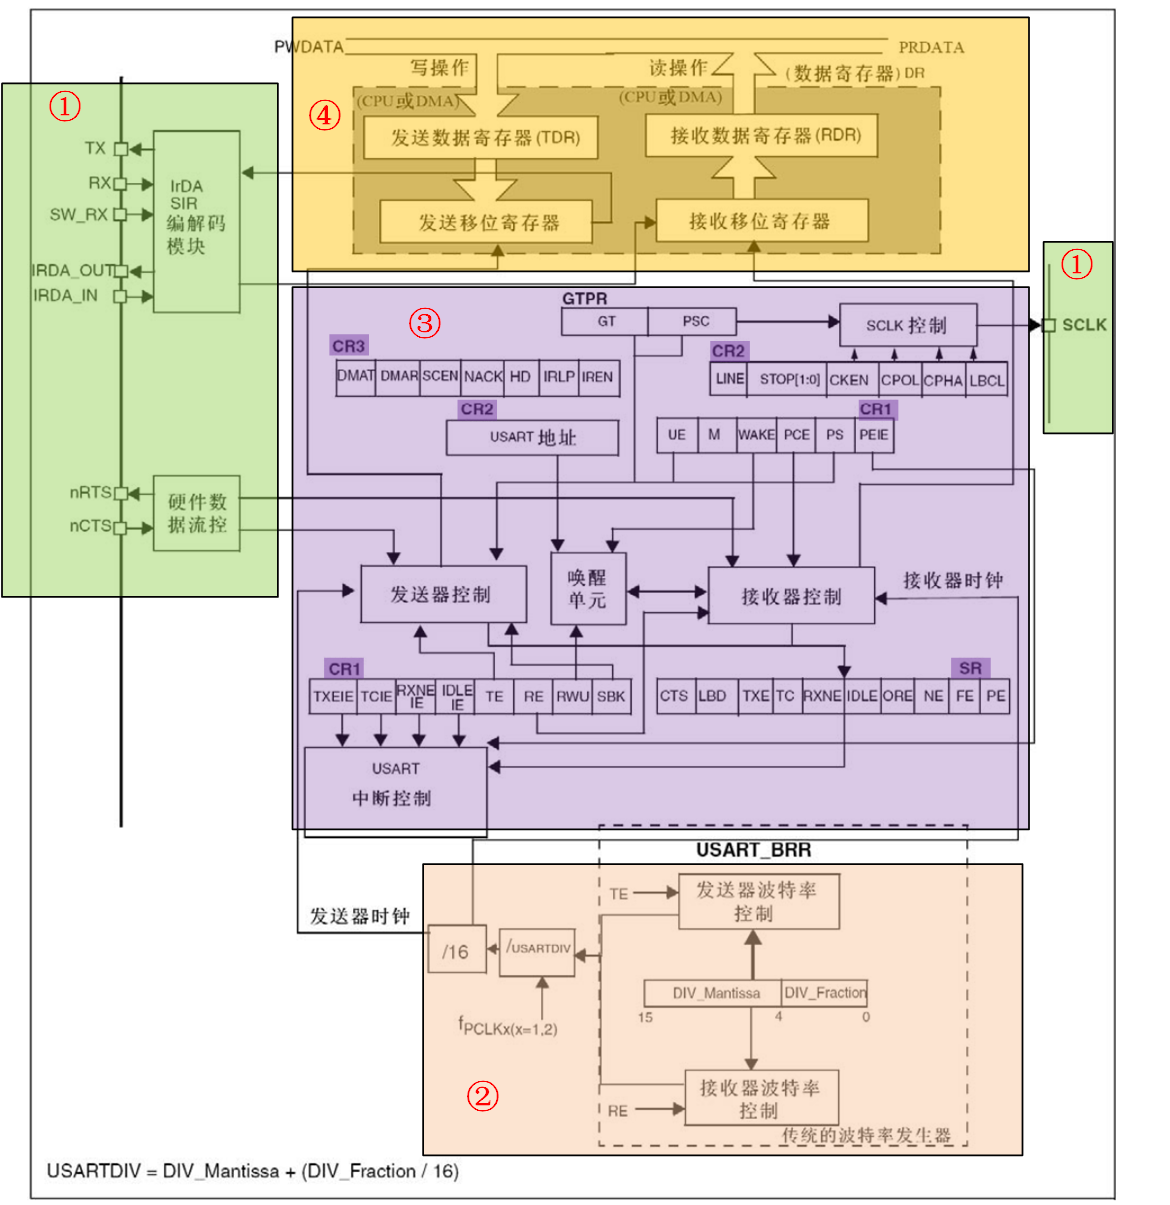 PWDATA
PRDATA
写操作
读操作
(数据寄存器) DR
(CPU或DMA)
(CPU或DMA)
①
④
发送数据寄存器 (TDR)
接收数据寄存器 (RDR)
TX
RX
SW_RX
IRDA_OUT
IRDA_IN
IrDA
SIR
编解码
模块
发送移位寄存器
接收移位寄存器
①
SCLK
③
GTPR
GT
PSC
SCLK 控制
CR3
DMAT DMAR SCEN NACK HD IRLP IREN
CR2
LINE STOP[1:0] CKEN CPOL CPHA LBCL
CR2
USART 地址
CR1
UE M WAKE PCE PS PEIE
nRTS
nCTS
硬件数
据流控
发送器控制
唤醒
单元
接收器控制
接收器时钟
CR1
TXEIE TCIE RXNE IE IDLE IE TE RE RWU SBK
SR
CTS LBD TXE TC RXNE IDLE ORE NE FE PE
USART
中断控制
USART_BRR
发送器时钟
TE
发送器波特率
控制
/16
/USARTDIV
DIV_Mantissa DIV_Fraction
15 4 0
fPCLKx(x=1,2)
②
RE
接收器波特率
控制
传统的波特率发生器
USARTDIV = DIV_Mantissa + (DIV_Fraction / 16)